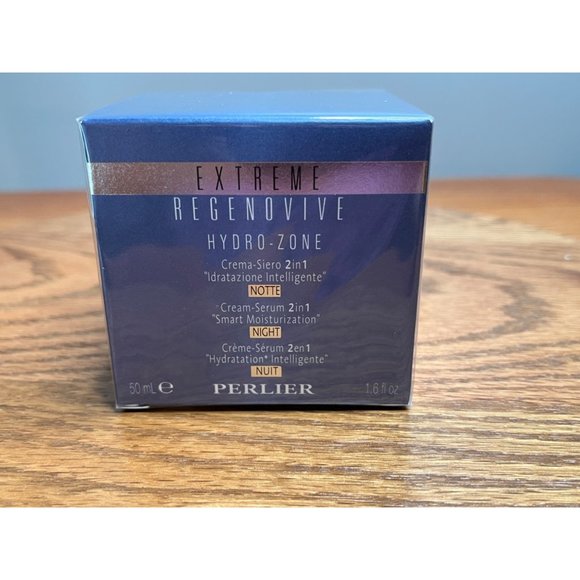 EXTREME
REGENOVIVE
HYDRO-ZONE
Crema-Siero 2in1
"Idratazione Intelligente"
NOTTE
Cream-Serum 2in1
"Smart Moisturization"
NIGHT
Crème-Sérum 2en1
"Hydratation* Intelligente"
NUIT
50 mL ℮ PERLIER 1.6 fl oz